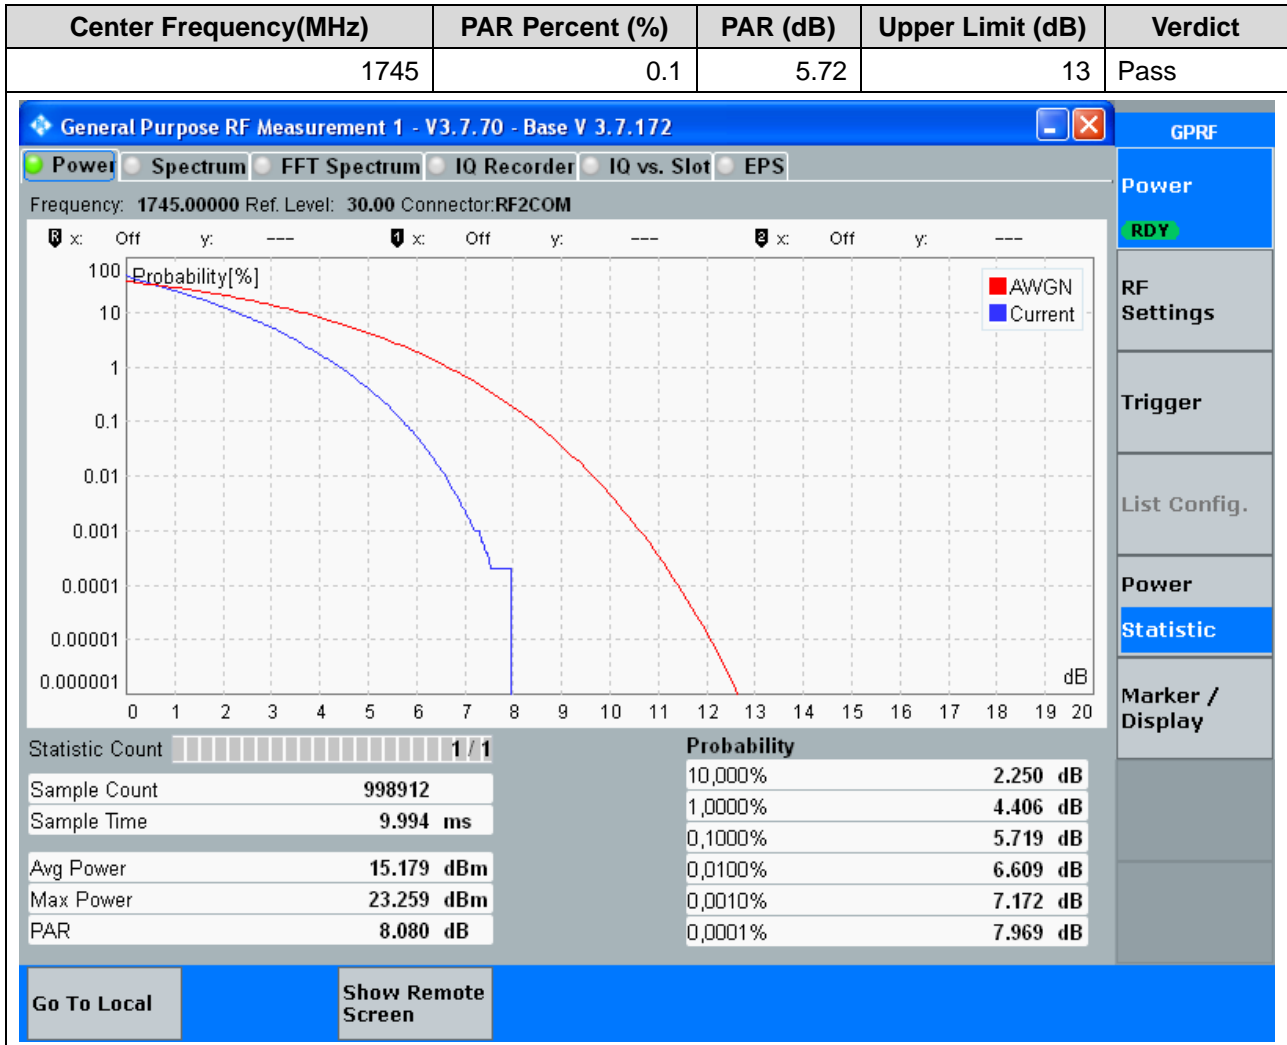 Center Frequency(MHz) PAR Percent (%) PAR (dB) Upper Limit (dB) Verdict
1745 0.1 5.72 13 Pass
General Purpose RF Measurement 1 - V3.7.70 - Base V 3.7.172
GPRF
Power Spectrum FFT Spectrum IQ Recorder IQ vs. Slot EPS
Power
RDY
Frequency: 1745.00000 Ref. Level: 30.00 Connector:RF2COM
R x: Off y: --- 1 x: Off y: --- 2 x: Off y: ---
Probability[%]
100
10
1
0.1
0.01
0.001
0.0001
0.00001
0.000001
AWGN
Current
dB
0 1 2 3 4 5 6 7 8 9 10 11 12 13 14 15 16 17 18 19 20
RF
Settings
Trigger
List Config.
Power
Statistic
Marker /
Display
Statistic Count 1 / 1
Sample Count 998912
Sample Time 9.994 ms
Avg Power 15.179 dBm
Max Power 23.259 dBm
PAR 8.080 dB
Probability
10,000% 2.250 dB
1,0000% 4.406 dB
0,1000% 5.719 dB
0,0100% 6.609 dB
0,0010% 7.172 dB
0,0001% 7.969 dB
Go To Local
Show Remote
Screen